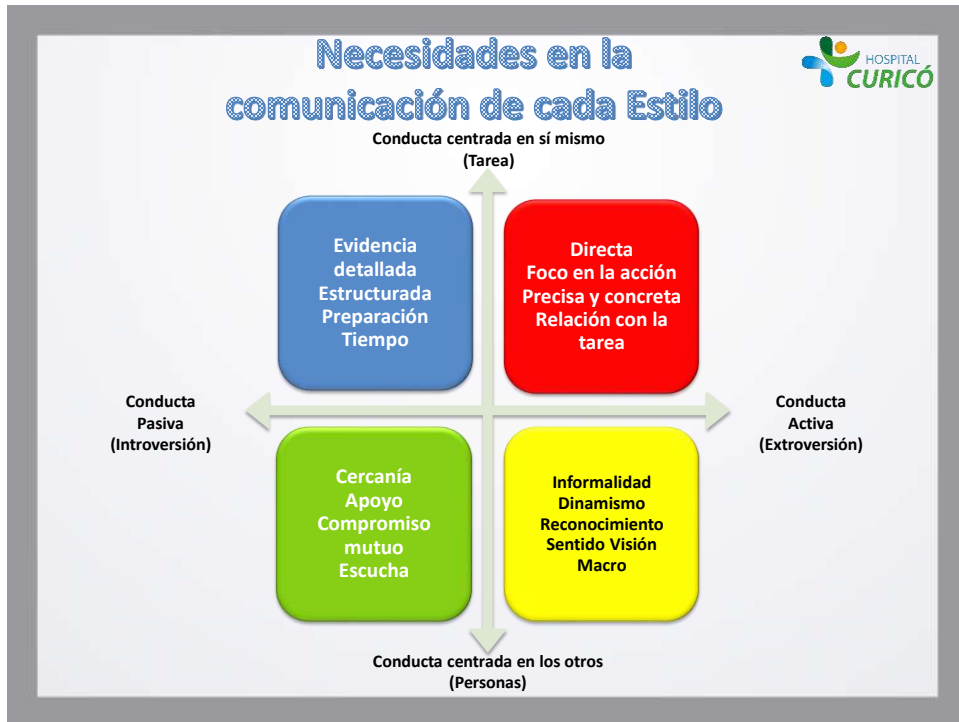 Necesidades en la
comunicación de cada Estilo
HOSPITAL
CURICÓ
Conducta centrada en sí mismo
(Tarea)
Evidencia
detallada
Estructurada
Preparación
Tiempo
Directa
Foco en la acción
Precisa y concreta
Relación con la
tarea
Conducta
Pasiva
(Introversión)
Conducta
Activa
(Extroversión)
Cercanía
Apoyo
Compromiso
mutuo
Escucha
Informalidad
Dinamismo
Reconocimiento
Sentido Visión
Macro
Conducta centrada en los otros
(Personas)